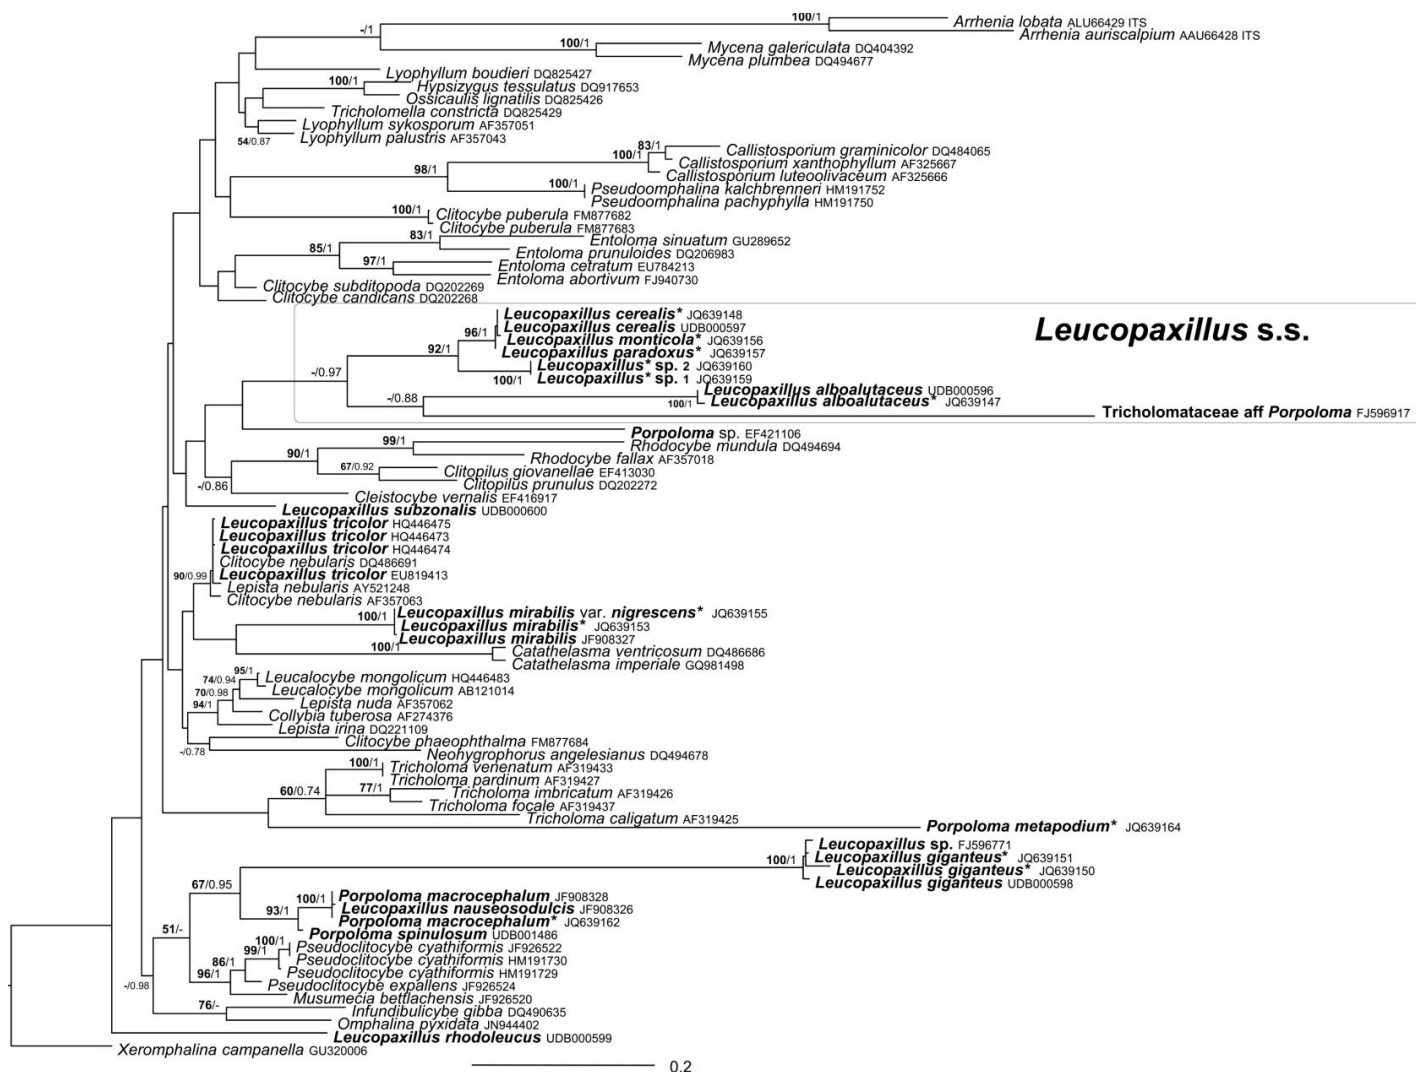 100/1
Arrhenia lobata ALU66429 ITS
-/1
Arrhenia auriscalpium AAU66428 ITS
100/1
Mycena galericulata DQ404392
Mycena plumbea DQ494677
Lyophyllum boudieri DQ825427
100/1
Hypsizygus tessulatus DQ917653
Ossicaulis lignatilis DQ825426
Tricholomella constricta DQ825429
Lyophyllum sykosporum AF357051
54/0.87
Lyophyllum palustris AF357043
83/1
Callistosporium graminicolor DQ484065
100/1
Callistosporium xanthophyllum AF325667
98/1
Callistosporium luteoolivaceum AF325666
100/1
Pseudoomphalina kalchbrenneri HM191752
Pseudoomphalina pachyphylla HM191750
100/1
Clitocybe puberula FM877682
Clitocybe puberula FM877683
83/1
Entoloma sinuatum GU289652
85/1
Entoloma prunuloides DQ206983
97/1
Entoloma cetratum EU784213
Entoloma abortivum FJ940730
Clitocybe subditopoda DQ202269
Clitocybe candicans DQ202268
Leucopaxillus s.s.
Leucopaxillus cerealis* JQ639148
Leucopaxillus cerealis UDB000597
96/1
Leucopaxillus monticola* JQ639156
92/1
Leucopaxillus paradoxus* JQ639157
Leucopaxillus* sp. 2 JQ639160
-/0.97
100/1
Leucopaxillus* sp. 1 JQ639159
Leucopaxillus alboalutaceus UDB000596
-/0.88
100/1
Leucopaxillus alboalutaceus* JQ639147
Tricholomataceae aff Porpoloma FJ596917
Porpoloma sp. EF421106
99/1
Rhodocybe mundula DQ494694
90/1
Rhodocybe fallax AF357018
67/0.92
Clitopilus giovanellae EF413030
Clitopilus prunulus DQ202272
-/0.86
Cleistocybe vernalis EF416917
Leucopaxillus subzonalis UDB000600
Leucopaxillus tricolor HQ446475
Leucopaxillus tricolor HQ446473
Leucopaxillus tricolor HQ446474
Clitocybe nebularis DQ486691
90/0.99
Leucopaxillus tricolor EU819413
Lepista nebularis AY521248
Clitocybe nebularis AF357063
Leucopaxillus mirabilis var. nigrescens* JQ639155
100/1
Leucopaxillus mirabilis* JQ639153
Leucopaxillus mirabilis JF908327
100/1
Catathelasma ventricosum DQ486686
Catathelasma imperiale GQ981498
95/1
Leucalocybe mongolicum HQ446483
74/0.94
Leucalocybe mongolicum AB121014
70/0.98
Lepista nuda AF357062
94/1
Collybia tuberosa AF274376
Lepista irina DQ221109
Clitocybe phaeophthalma FM877684
-/0.78
Neohygrophorus angelesianus DQ494678
100/1
Tricholoma venenatum AF319433
Tricholoma pardinum AF319427
77/1
Tricholoma imbricatum AF319426
60/0.74
Tricholoma focale AF319437
Tricholoma caligatum AF319425
Porpoloma metapodium* JQ639164
Leucopaxillus sp. FJ596771
100/1
Leucopaxillus giganteus* JQ639151
Leucopaxillus giganteus* JQ639150
Leucopaxillus giganteus UDB000598
67/0.95
100/1
Porpoloma macrocephalum JF908328
Leucopaxillus nauseosodulcis JF908326
93/1
Porpoloma macrocephalum* JQ639162
Porpoloma spinulosum UDB001486
51/-
100/1
Pseudoclitocybe cyathiformis JF926522
99/1
Pseudoclitocybe cyathiformis HM191730
86/1
Pseudoclitocybe cyathiformis HM191729
96/1
Pseudoclitocybe expallens JF926524
-/0.98
Musumecia bettlachensis JF926520
76/-
Infundibulicybe gibba DQ490635
Omphalina pyxidata JN944402
Leucopaxillus rhodoleucus UDB000599
Xeromphalina campanella GU320006
0.2